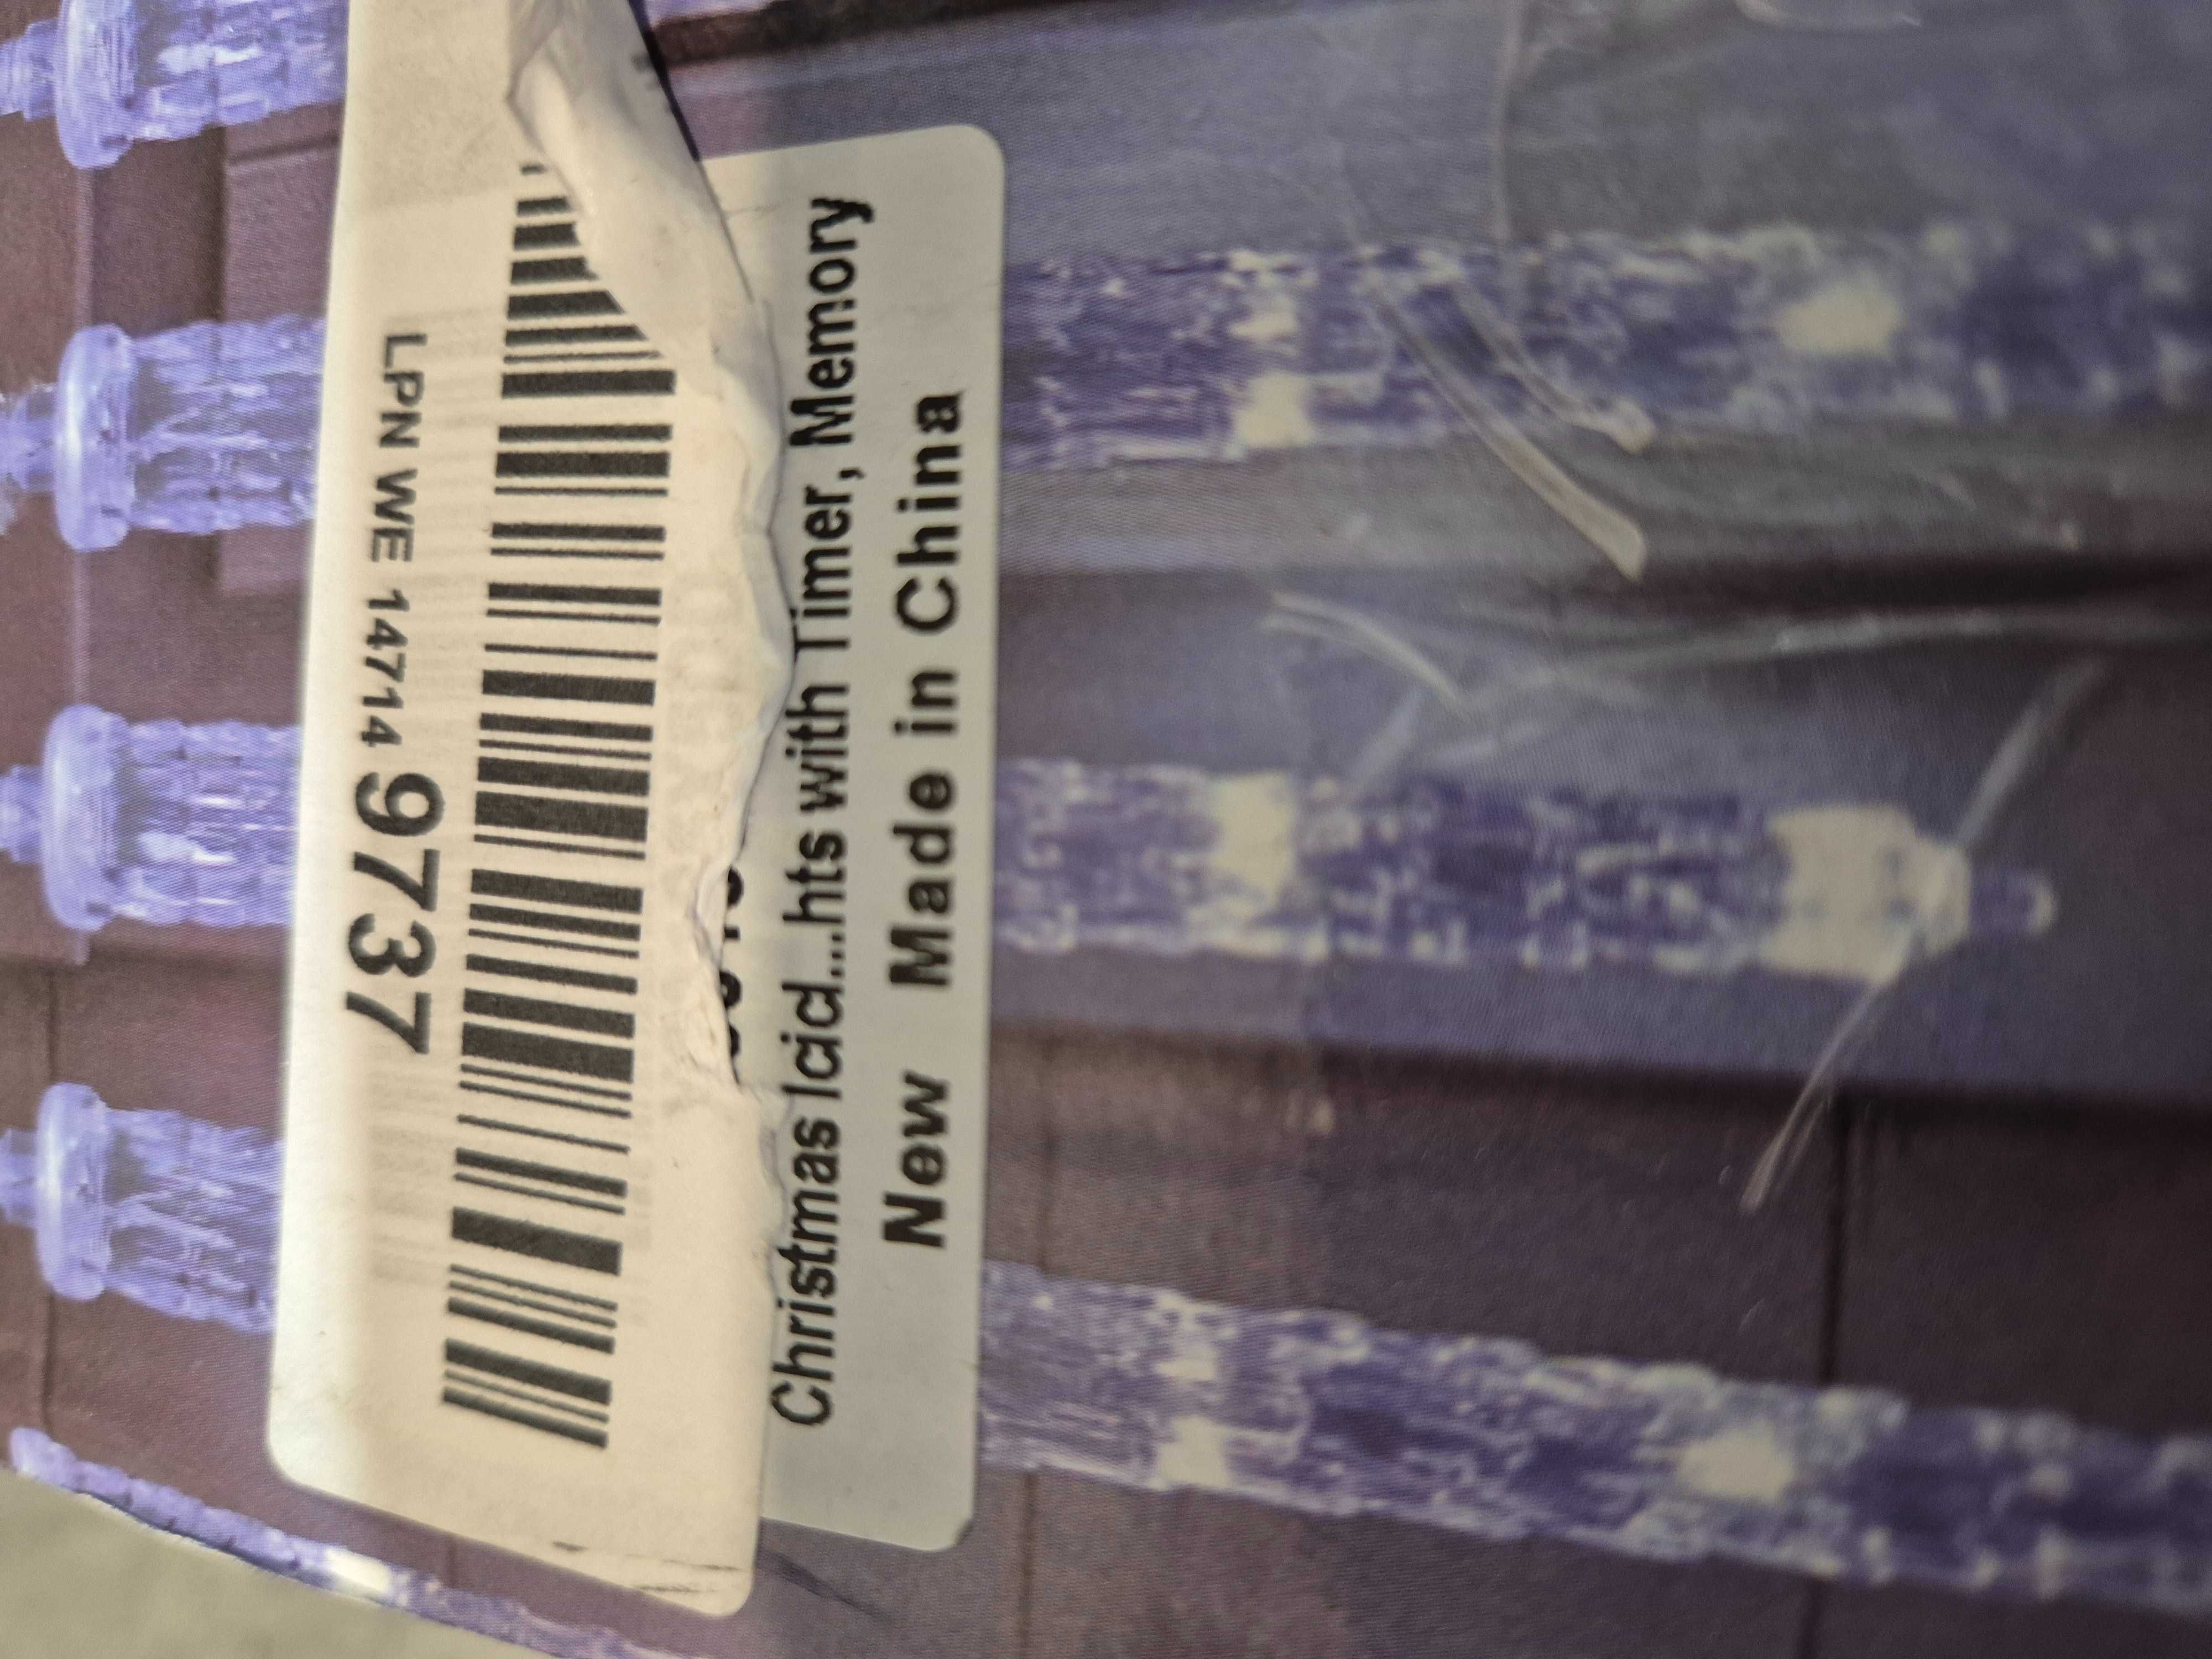 LPN WE 14714 9737
Christmas Icicl...hts with Timer, Memory
New Made in China